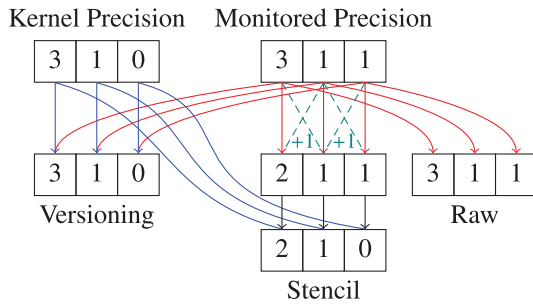 Kernel Precision Monitored Precision
3 1 0 3 1 1
+1 +1
3 1 0 2 1 1 3 1 1
Versioning Raw
2 1 0
Stencil